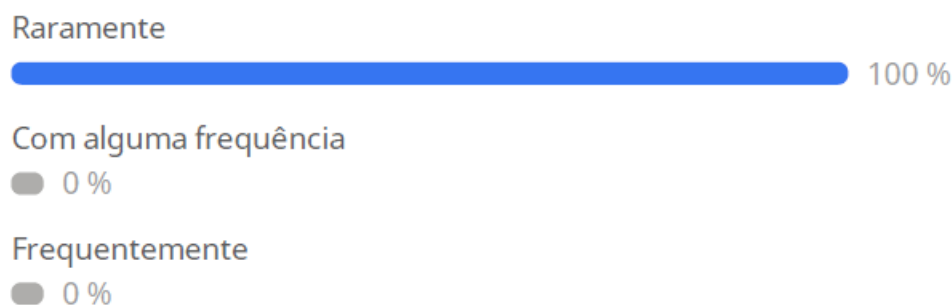 Raramente
100 %
Com alguma frequência
0 %
Frequentemente
0 %